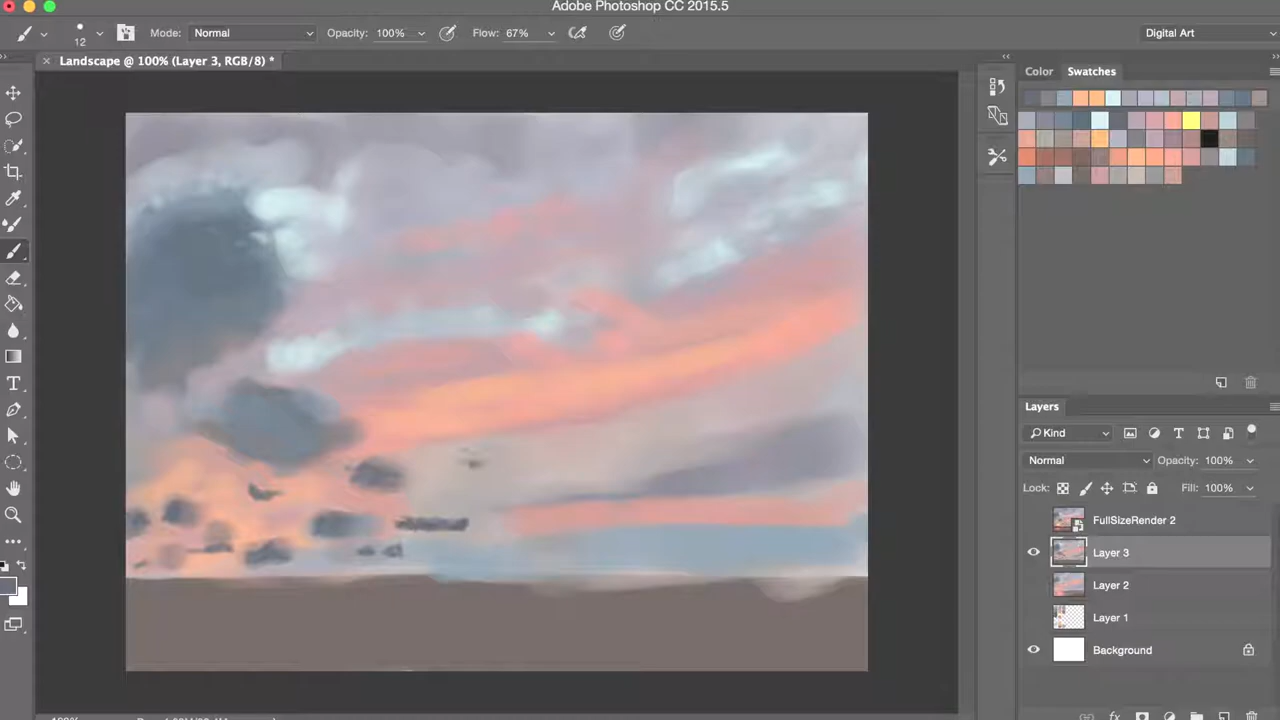 Adobe Photoshop CC 2015.5
12
Mode: Normal Opacity: 100% Flow: 67% Digital Art
Landscape @ 100% (Layer 3, RGB/8) *
Color Swatches
Layers
Kind
Normal Opacity: 100%
Lock: Fill: 100%
FullSizeRender 2
Layer 3
Layer 2
Layer 1
Background